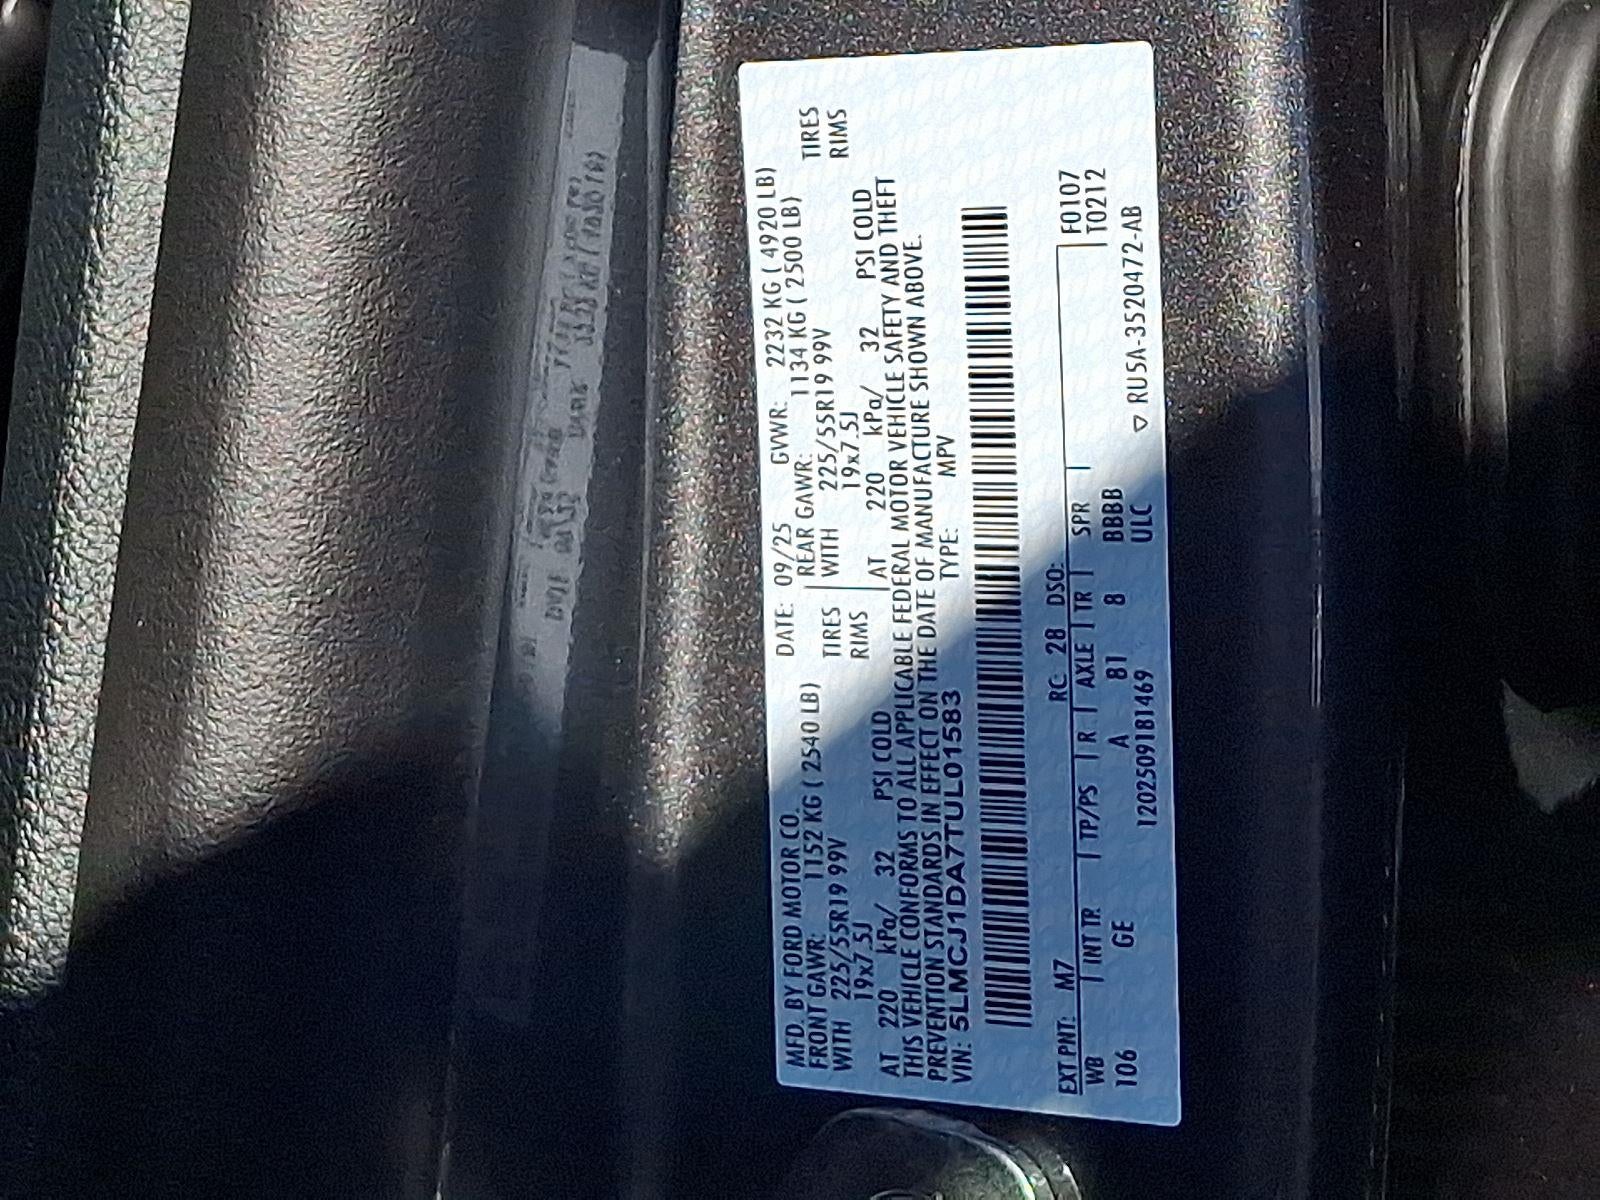 MFD. BY FORD MOTOR CO. DATE: 09/25 GVWR: 2232 KG ( 4920 LB)
FRONT GAWR: 1152 KG ( 2540 LB) REAR GAWR: 1134 KG ( 2500 LB)
WITH 225/55R19 99V TIRES WITH 225/55R19 99V TIRES
19x7.5J RIMS 19x7.5J RIMS
AT 220 kPa/ 32 PSI COLD AT 220 kPa/ 32 PSI COLD
THIS VEHICLE CONFORMS TO ALL APPLICABLE FEDERAL MOTOR VEHICLE SAFETY AND THEFT
PREVENTION STANDARDS IN EFFECT ON THE DATE OF MANUFACTURE SHOWN ABOVE.
VIN: 5LMCJ1DA7TUL01583 TYPE: MPV
EXT PNT: M7 RC: 28 DSO: F0107
WB INT TR TP/PS R AXLE TR SPR T0212
106 GE A 81 8 BBBB
1202509181469 ULC ▽ RU5A-3520472-AB